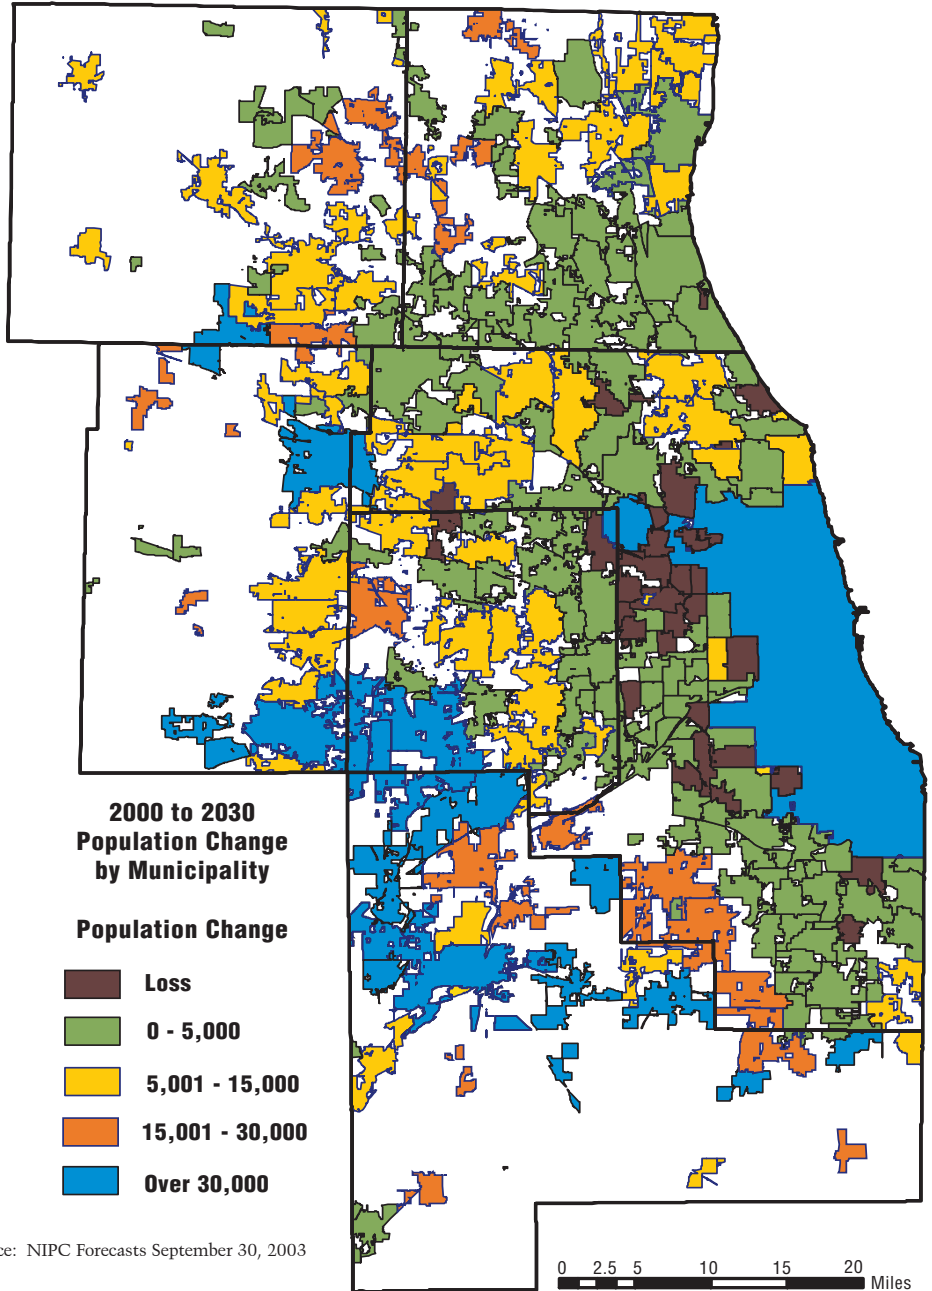 2000 to 2030
Population Change
by Municipality
Population Change
Loss
0 - 5,000
5,001 - 15,000
15,001 - 30,000
Over 30,000
ce: NIPC Forecasts September 30, 2003
0 2.5 5 10 15 20 Miles